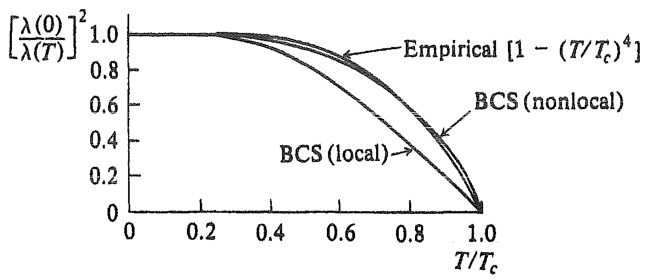 [λ(0)/λ(T)]²
1.0
0.8
0.6
0.4
0.2
0
Empirical [1 − (T/T_c)⁴]
BCS (nonlocal)
BCS (local)
0 0.2 0.4 0.6 0.8 1.0
T/T_c